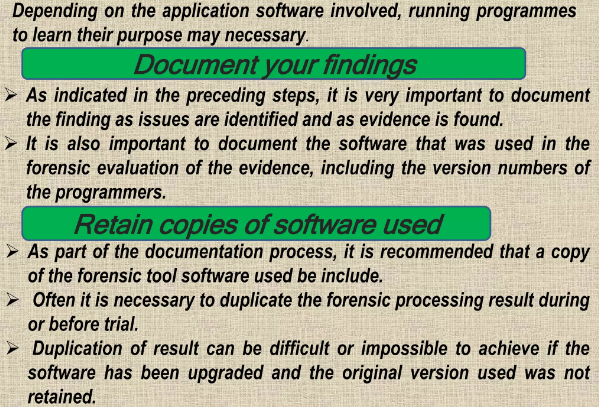 Depending on the application software involved, running programmes
to learn their purpose may necessary.
Document your findings
➢ As indicated in the preceding steps, it is very important to document
the finding as issues are identified and as evidence is found.
➢ It is also important to document the software that was used in the
forensic evaluation of the evidence, including the version numbers of
the programmers.
Retain copies of software used
➢ As part of the documentation process, it is recommended that a copy
of the forensic tool software used be include.
➢ Often it is necessary to duplicate the forensic processing result during
or before trial.
➢ Duplication of result can be difficult or impossible to achieve if the
software has been upgraded and the original version used was not
retained.